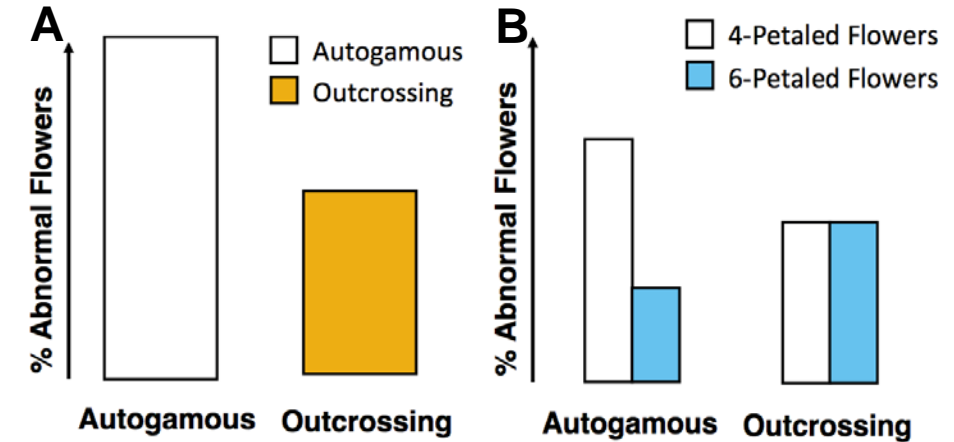 A
% Abnormal Flowers
Autogamous
Outcrossing
Autogamous
Outcrossing
B
% Abnormal Flowers
4-Petaled Flowers
6-Petaled Flowers
Autogamous
Outcrossing